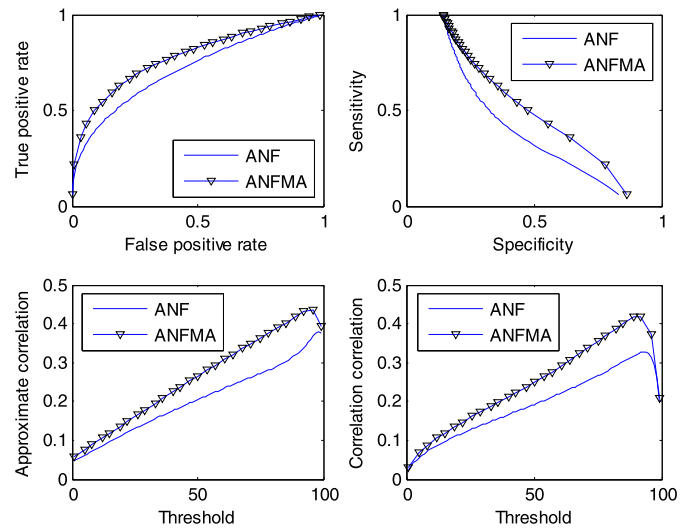 1
0.5
0
0
0.5
1
True positive rate
False positive rate
ANF
ANFMA
1
0.5
0
0
0.5
1
Sensitivity
Specificity
ANF
ANFMA
0.5
0.4
0.3
0.2
0.1
0
0
50
100
Approximate correlation
Threshold
ANF
ANFMA
0.5
0.4
0.3
0.2
0.1
0
0
50
100
Correlation correlation
Threshold
ANF
ANFMA